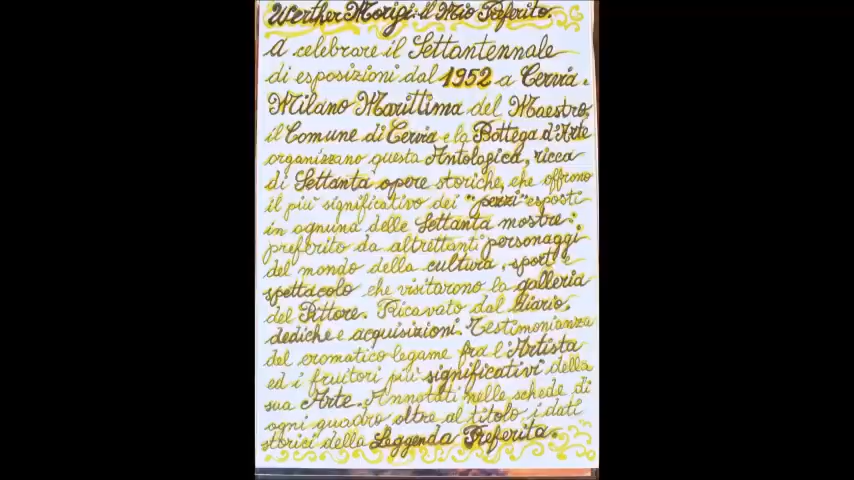 Werther Morigi: il Mio Preferito
A celebrare il Settantennale
di esposizioni dal 1952 a Cervia.
Milano Marittima del Maestro,
il Comune di Cervia e la Bottega d'Arte
organizzano questa Antologica, ricca
di Settanta opere storiche, che offrono
il più significativo dei "pezzi" esposti
in ognuna delle Settanta mostre:
preferito da altrettanti personaggi
del mondo della cultura, sport e
spettacolo che visitarono la galleria
del Pittore. Ricavato dal diario,
dediche e acquisizioni. Testimonianza
del cromatico legame fra l'Artista
ed i fruitori più significativi della
sua Arte. Annotati nelle schede di
ogni quadro oltre al titolo i dati
storici della Leggenda Preferita.